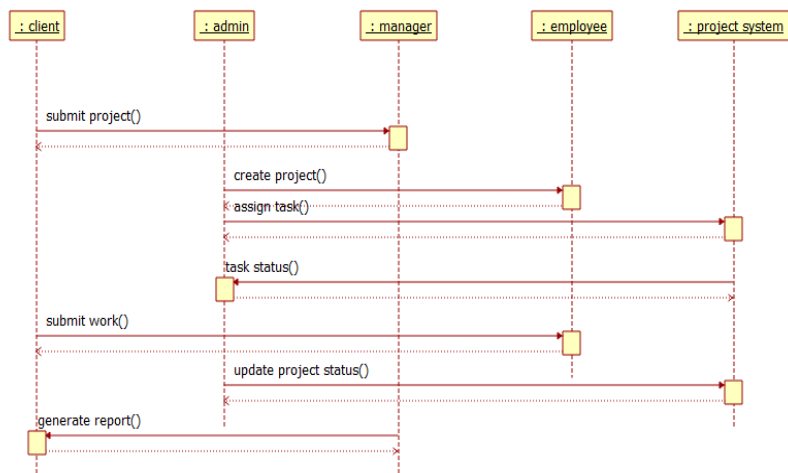 : client
: admin
: manager
: employee
: project system
submit project()
create project()
assign task()
task status()
submit work()
update project status()
generate report()